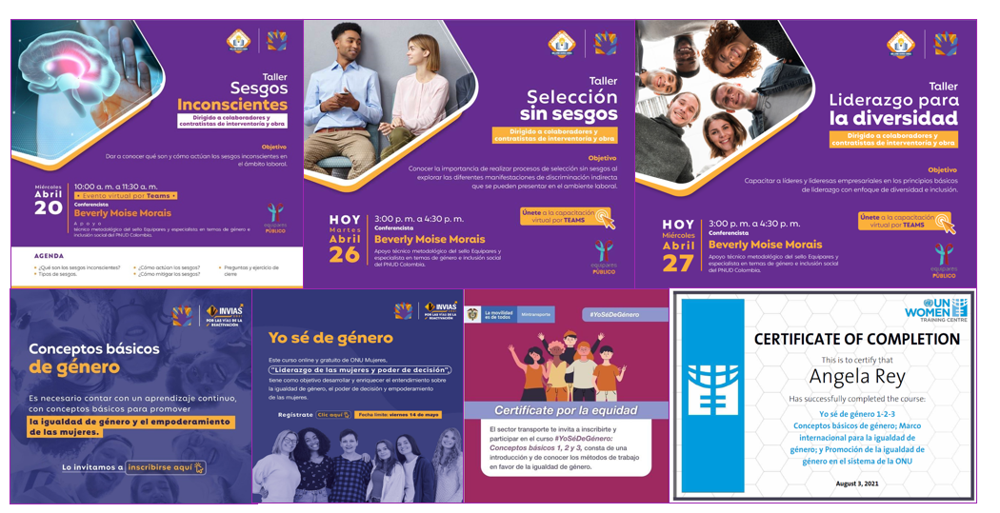 Taller
Sesgos
Inconscientes
Dirigido a colaboradores y
contratistas de interventoría y obra
Objetivo
Dar a conocer qué son y cómo actúan los sesgos inconscientes en
el ámbito laboral.
Miércoles
Abril
20
10:00 a. m. a 11:30 a. m.
• Evento virtual por Teams •
Conferencista
Beverly Moise Morais
Apoyo
técnico metodológico del sello Equipares y especialista en temas de género e
inclusión social del PNUD Colombia.
equipares
PÚBLICO
AGENDA
• ¿Qué son los sesgos inconscientes?
• Tipos de sesgos.
• ¿Cómo actúan los sesgos?
• ¿Cómo mitigar los sesgos?
• Preguntas y ejercicio de
cierre
Taller
Selección
sin sesgos
Dirigido a colaboradores y
contratistas de interventoría y obra
Objetivo
Conocer la importancia de realizar procesos de selección sin sesgos al
explorar las diferentes manifestaciones de discriminación indirecta
que se pueden presentar en el ambiente laboral.
Únete a la capacitación
virtual por TEAMS
HOY
Martes
Abril
26
3:00 p. m. a 4:30 p. m.
Conferencista
Beverly Moise Morais
Apoyo técnico metodológico del sello Equipares y
especialista en temas de género e inclusión social
del PNUD Colombia.
equipares
PÚBLICO
Taller
Liderazgo para
la diversidad
Dirigido a colaboradores y
contratistas de interventoría y obra
Objetivo
Capacitar a líderes y lideresas empresariales en los principios básicos
de liderazgo con enfoque de diversidad e inclusión.
Únete a la capacitación
virtual por TEAMS
HOY
Miércoles
Abril
27
3:00 p. m. a 4:30 p. m.
Conferencista
Beverly Moise Morais
Apoyo técnico metodológico del sello Equipares y
especialista en temas de género e inclusión social
del PNUD Colombia.
equipares
PÚBLICO
INVIAS
POR LAS VÍAS DE LA
REACTIVACIÓN
Conceptos básicos
de género
Es necesario contar con un aprendizaje continuo,
con conceptos básicos para promover
la igualdad de género y el empoderamiento
de las mujeres.
Lo invitamos a inscribirse aquí
INVIAS
POR LAS VÍAS DE LA
REACTIVACIÓN
Yo sé de género
Este curso online y gratuito de ONU Mujeres,
"Liderazgo de las mujeres y poder de decisión",
tiene como objetivo desarrollar y enriquecer el entendimiento sobre
la igualdad de género, el poder de decisión y empoderamiento
de las mujeres.
Regístrate Clic aquí
Fecha límite: viernes 14 de mayo
La movilidad
es de todos
Mintransporte
#YoSéDeGénero
Certifícate por la equidad
El sector transporte te invita a inscribirte y
participar en el curso #YoSéDeGénero:
Conceptos básicos 1, 2 y 3, consta de una
introducción y de conocer los métodos de trabajo
en favor de la igualdad de género.
UN
WOMEN
TRAINING CENTRE
CERTIFICATE OF COMPLETION
This is to certify that
Angela Rey
Has successfully completed the course:
Yo sé de género 1-2-3
Conceptos básicos de género; Marco
internacional para la igualdad de
género; y Promoción de la igualdad de
género en el sistema de la ONU
August 3, 2021